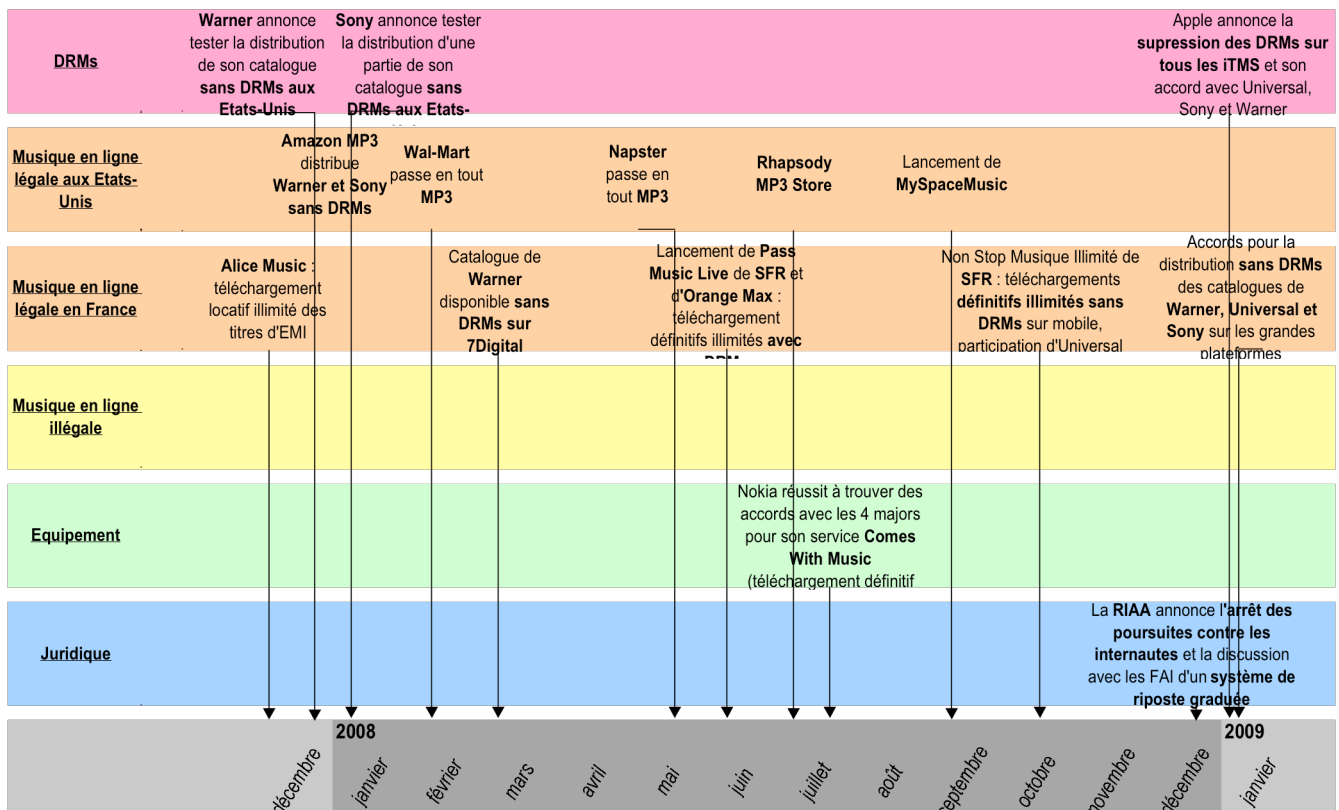 DRMs
Warner annonce
tester la distribution
de son catalogue
sans DRMs aux
Etats-Unis
Sony annonce tester
la distribution d'une
partie de son
catalogue sans
DRMs aux Etats-
Apple annonce la
supression des DRMs sur
tous les iTMS et son
accord avec Universal,
Sony et Warner
Musique en ligne
légale aux Etats-
Unis
Amazon MP3
distribue
Warner et Sony
sans DRMs
Wal-Mart
passe en tout
MP3
Napster
passe en
tout MP3
Rhapsody
MP3 Store
Lancement de
MySpaceMusic
Musique en ligne
légale en France
Alice Music :
téléchargement
locatif illimité des
titres d'EMI
Catalogue de
Warner
disponible sans
DRMs sur
7Digital
Lancement de Pass
Music Live de SFR et
d'Orange Max :
téléchargement
définitifs illimités avec
Non Stop Musique Illimité de
SFR : téléchargements
définitifs illimités sans
DRMs sur mobile,
participation d'Universal
Accords pour la
distribution sans DRMs
des catalogues de
Warner, Universal et
Sony sur les grandes
plateformes
Musique en ligne
illégale
Equipement
Nokia réussit à trouver des
accords avec les 4 majors
pour son service Comes
With Music
(téléchargement définitif
Juridique
La RIAA annonce l'arrêt des
poursuites contre les
internautes et la discussion
avec les FAI d'un système de
riposte graduée
2008
2009
décembre
janvier
février
mars
avril
mai
juin
juillet
août
septembre
octobre
novembre
décembre
janvier